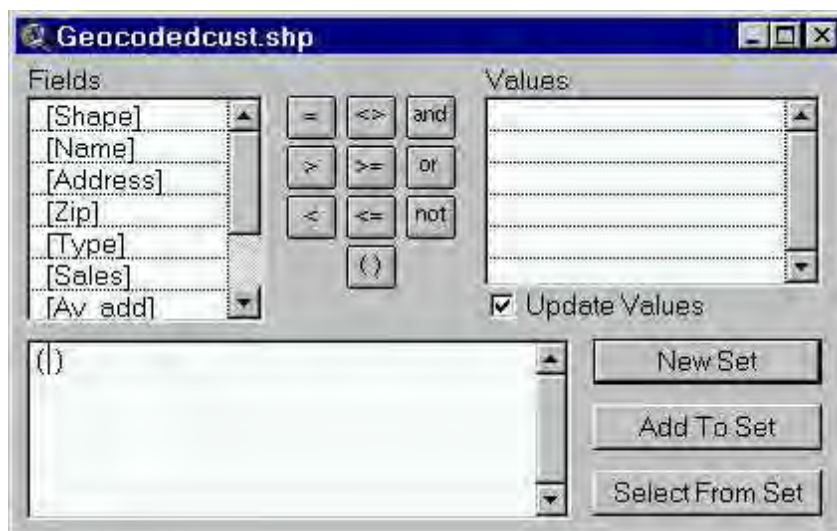 Geocodedcust.shp
Fields
Values
[Shape]
[Name]
[Address]
[Zip]
[Type]
[Sales]
[Av_add]
= <> and
> >= or
< <= not
( )
Update Values
( )
New Set
Add To Set
Select From Set